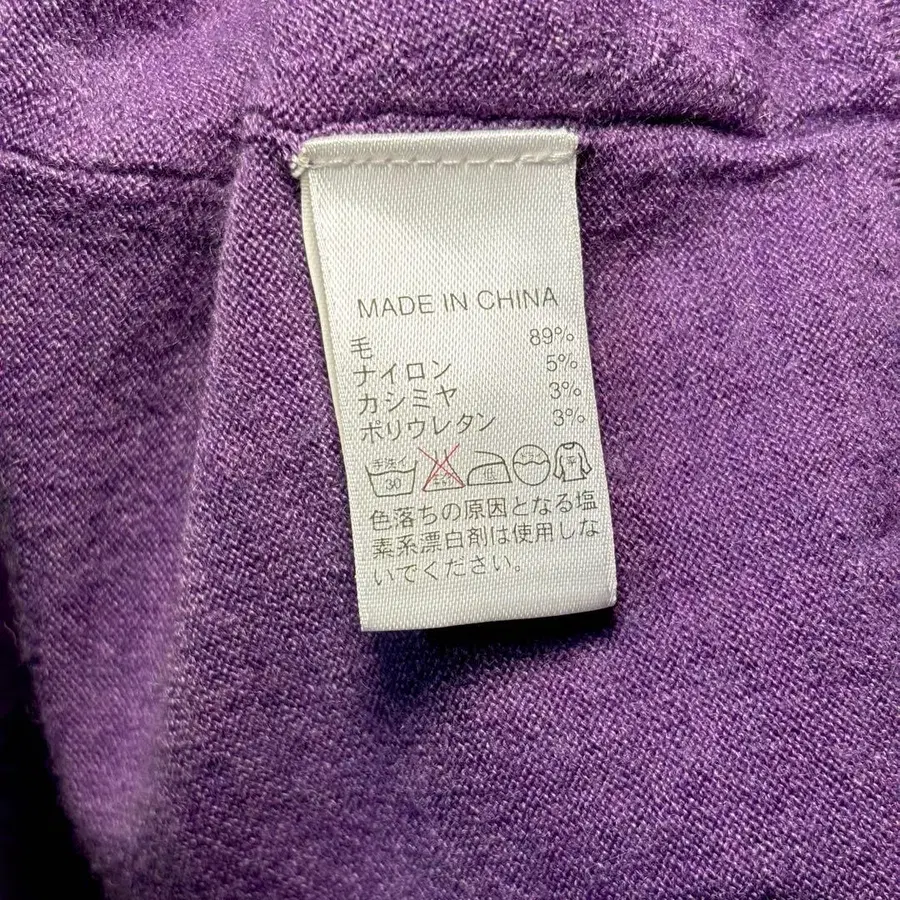 MADE IN CHINA
毛 89%
ナイロン 5%
カシミヤ 3%
ポリウレタン 3%
手洗イ
30
色落ちの原因となる塩
素系漂白剤は使用しな
いでください。